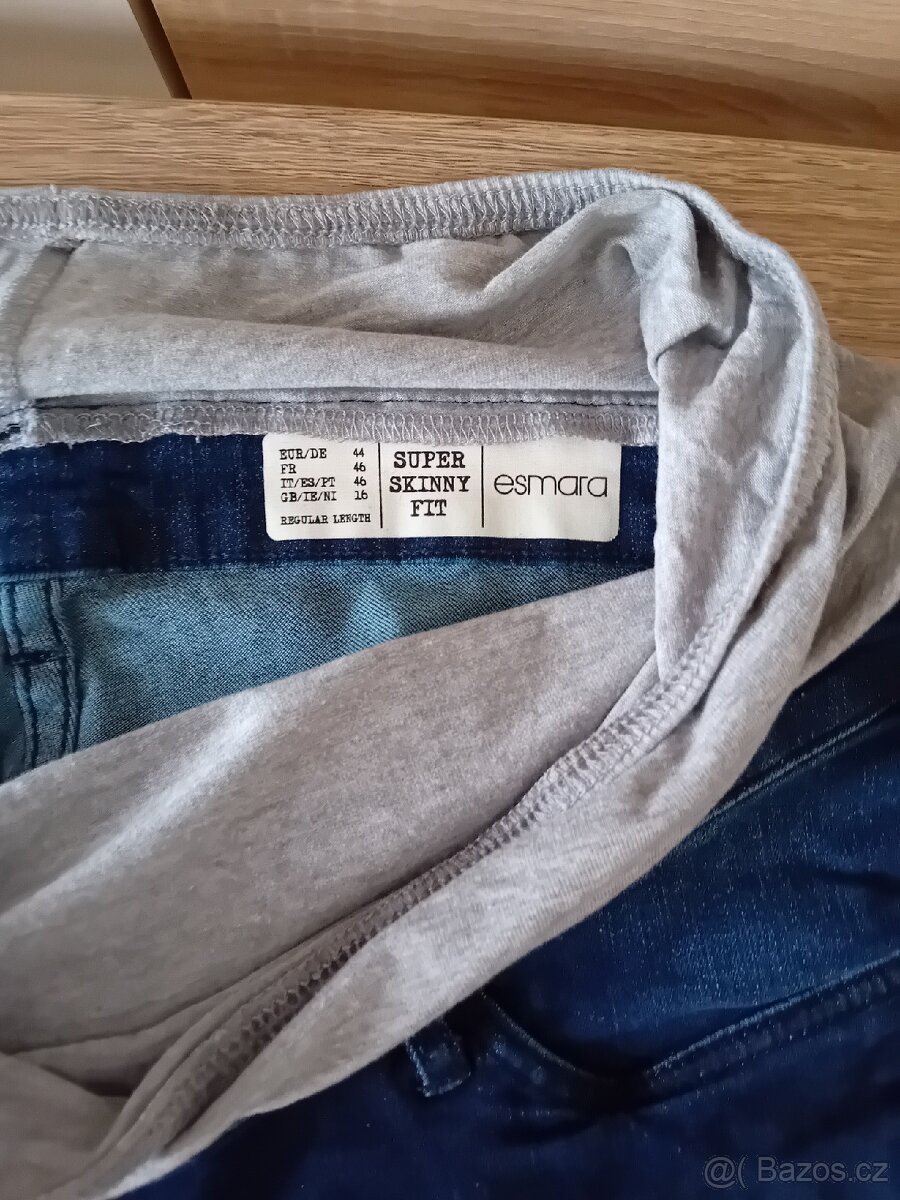 EUR/DE 44
FR 46
IT/ES/PT 46
GB/IE/NI 16
REGULAR LENGTH
SUPER
SKINNY
FIT
esmara
@( Bazos.cz